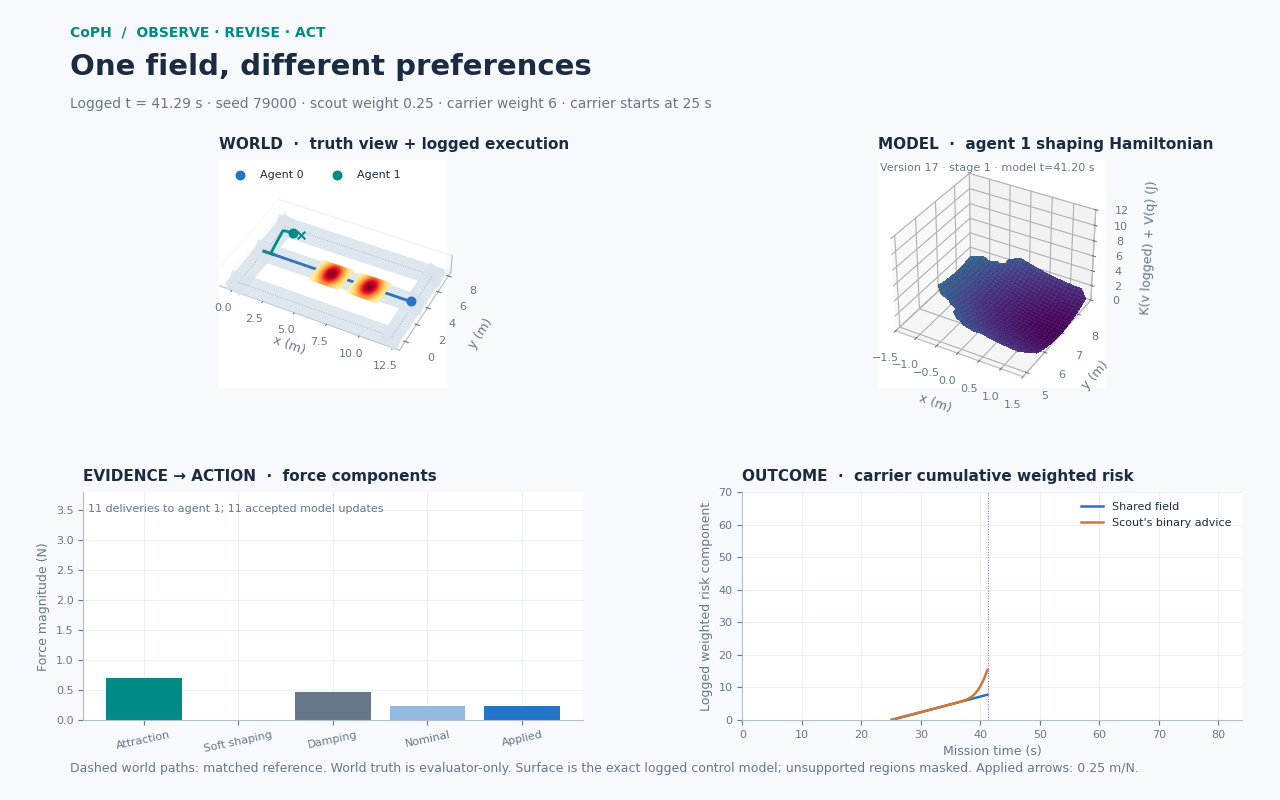 CoPH / OBSERVE · REVISE · ACT
One field, different preferences
Logged t = 41.29 s · seed 79000 · scout weight 0.25 · carrier weight 6 · carrier starts at 25 s
WORLD · truth view + logged execution
Agent 0
Agent 1
0.0
2.5
5.0
7.5
10.0
12.5
x (m)
0
2
4
6
8
y (m)
MODEL · agent 1 shaping Hamiltonian
Version 17 · stage 1 · model t=41.20 s
−1.5
−1.0
−0.5
0.0
0.5
1.0
1.5
x (m)
5
6
7
8
y (m)
12
10
8
6
4
2
0
K(v logged) + V(q) (J)
EVIDENCE → ACTION · force components
11 deliveries to agent 1; 11 accepted model updates
3.5
3.0
2.5
2.0
1.5
1.0
0.5
0.0
Force magnitude (N)
Attraction
Soft shaping
Damping
Nominal
Applied
OUTCOME · carrier cumulative weighted risk
Shared field
Scout's binary advice
70
60
50
40
30
20
10
0
Logged weighted risk component
0
10
20
30
40
50
60
70
80
Mission time (s)
Dashed world paths: matched reference. World truth is evaluator-only. Surface is the exact logged control model; unsupported regions masked. Applied arrows: 0.25 m/N.